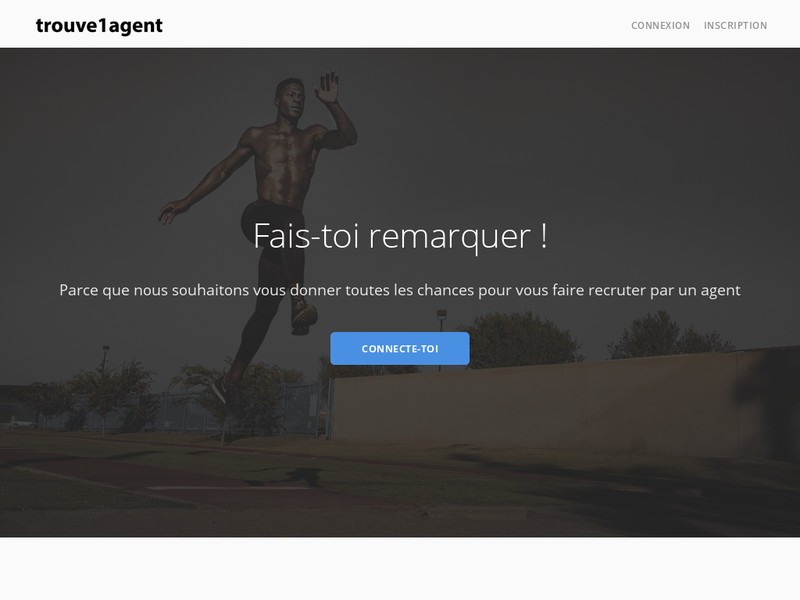 trouve1agent
CONNEXION
INSCRIPTION
Fais-toi remarquer !
Parce que nous souhaitons vous donner toutes les chances pour vous faire recruter par un agent
CONNECTE-TOI